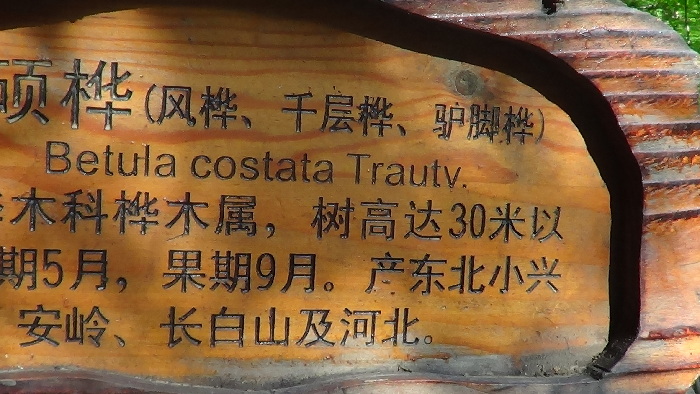 硕桦(风桦、千层桦、驴脚桦)
Betula costata Trautv.
木科桦木属，树高达30米以
期5月，果期9月。产东北小兴
安岭、长白山及河北。